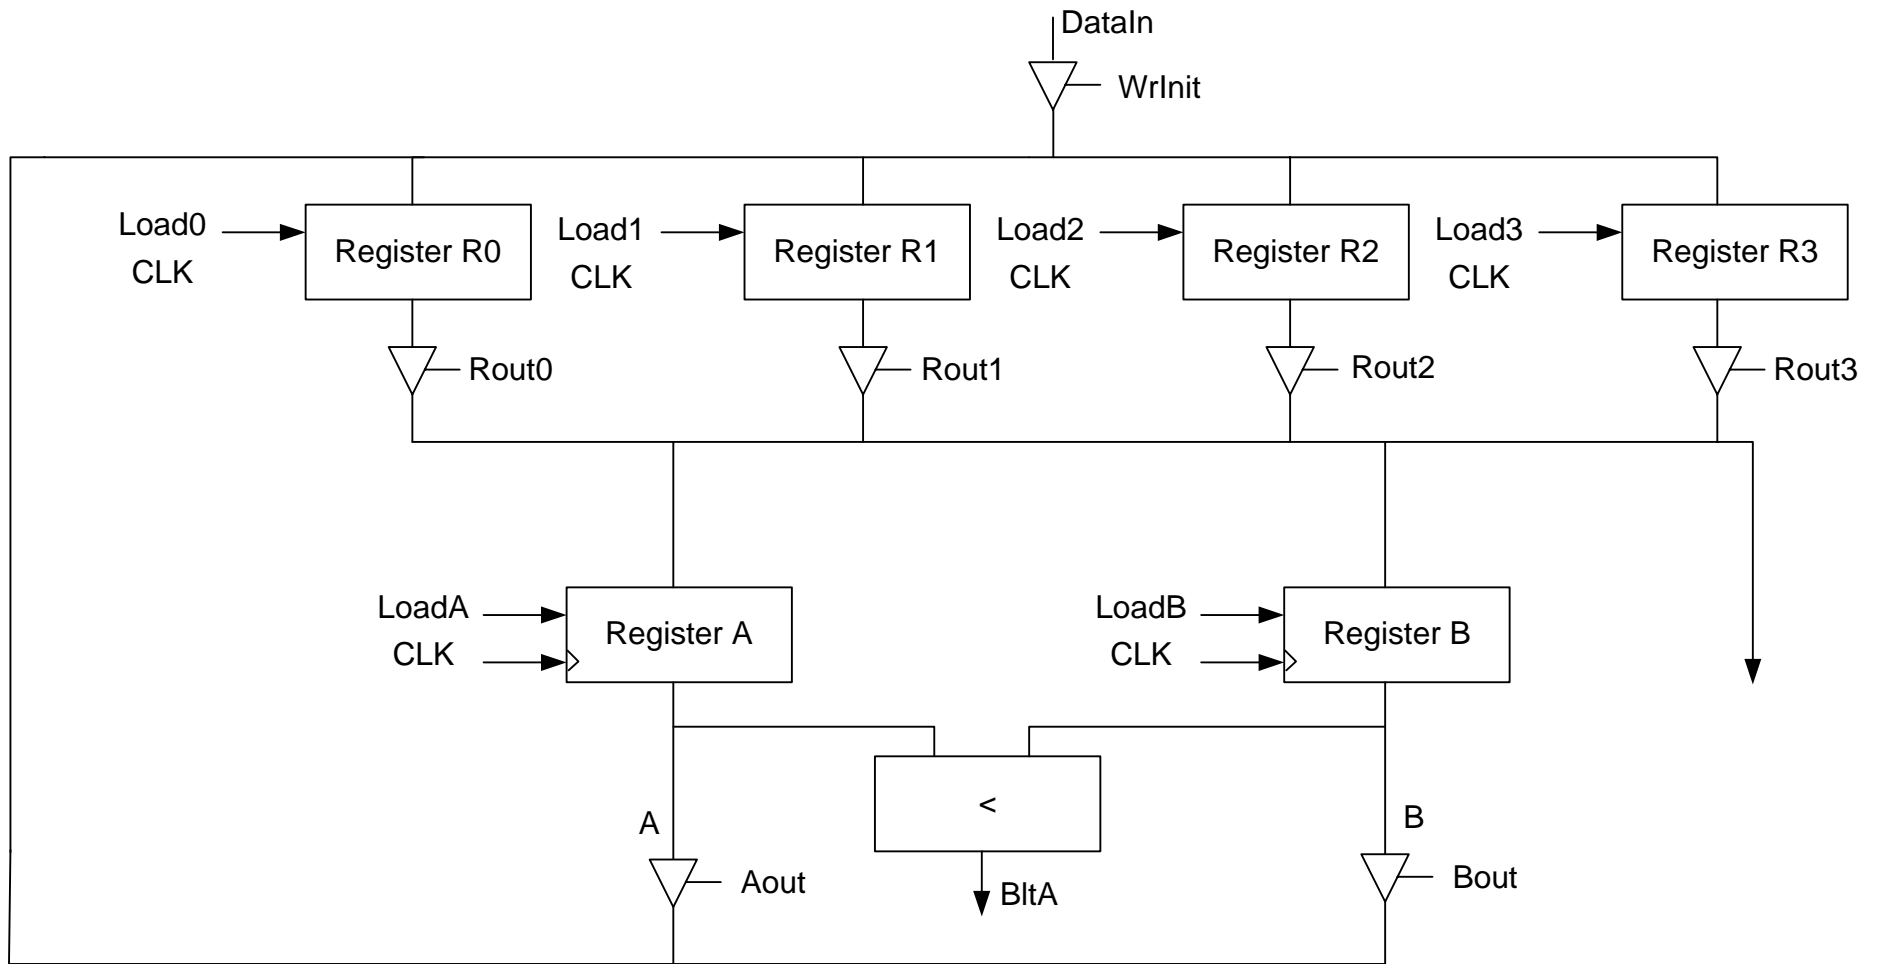 DataIn
WrInit
Load0
CLK
Register R0
Load1
CLK
Register R1
Load2
CLK
Register R2
Load3
CLK
Register R3
Rout0
Rout1
Rout2
Rout3
LoadA
CLK
Register A
LoadB
CLK
Register B
<
A
B
Aout
BltA
Bout